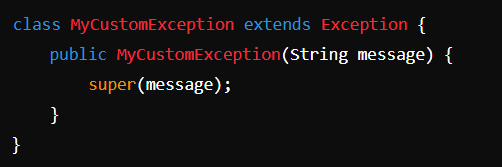 class MyCustomException extends Exception {
    public MyCustomException(String message) {
        super(message);
    }
}